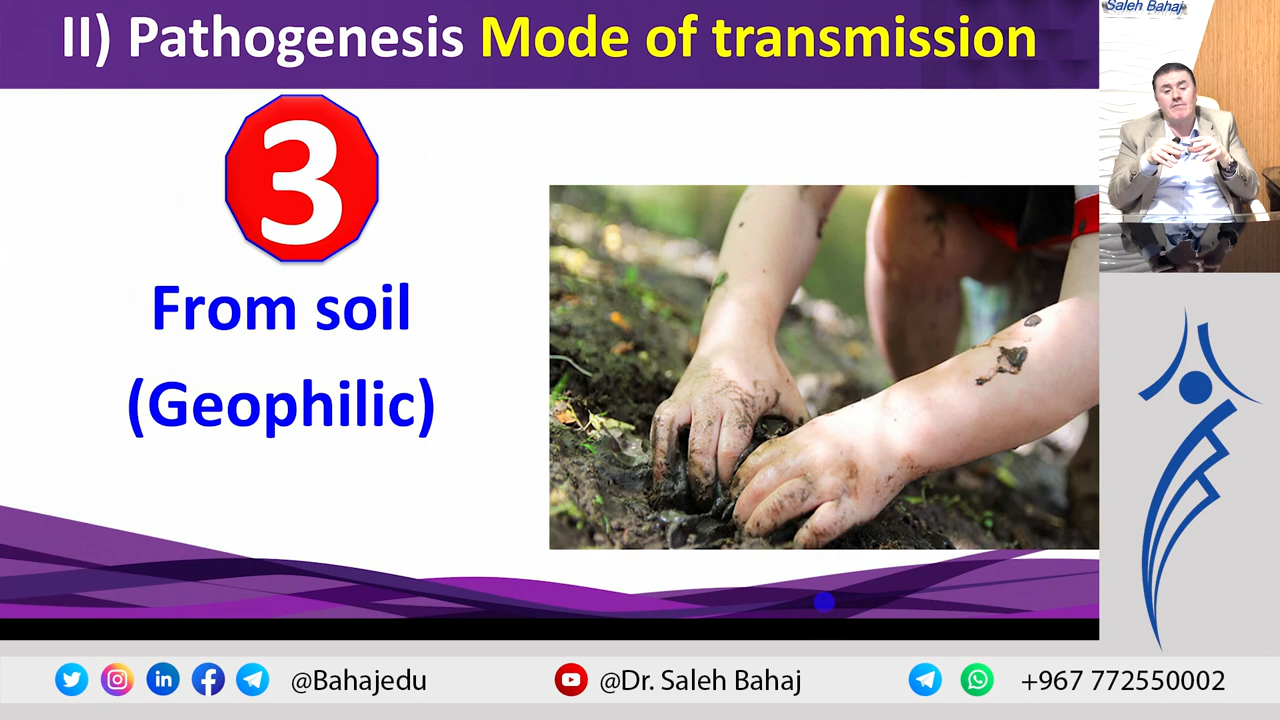 II) Pathogenesis Mode of transmission
Saleh Bahaj
3
From soil
(Geophilic)
@Bahajedu
@Dr. Saleh Bahaj
+967 772550002